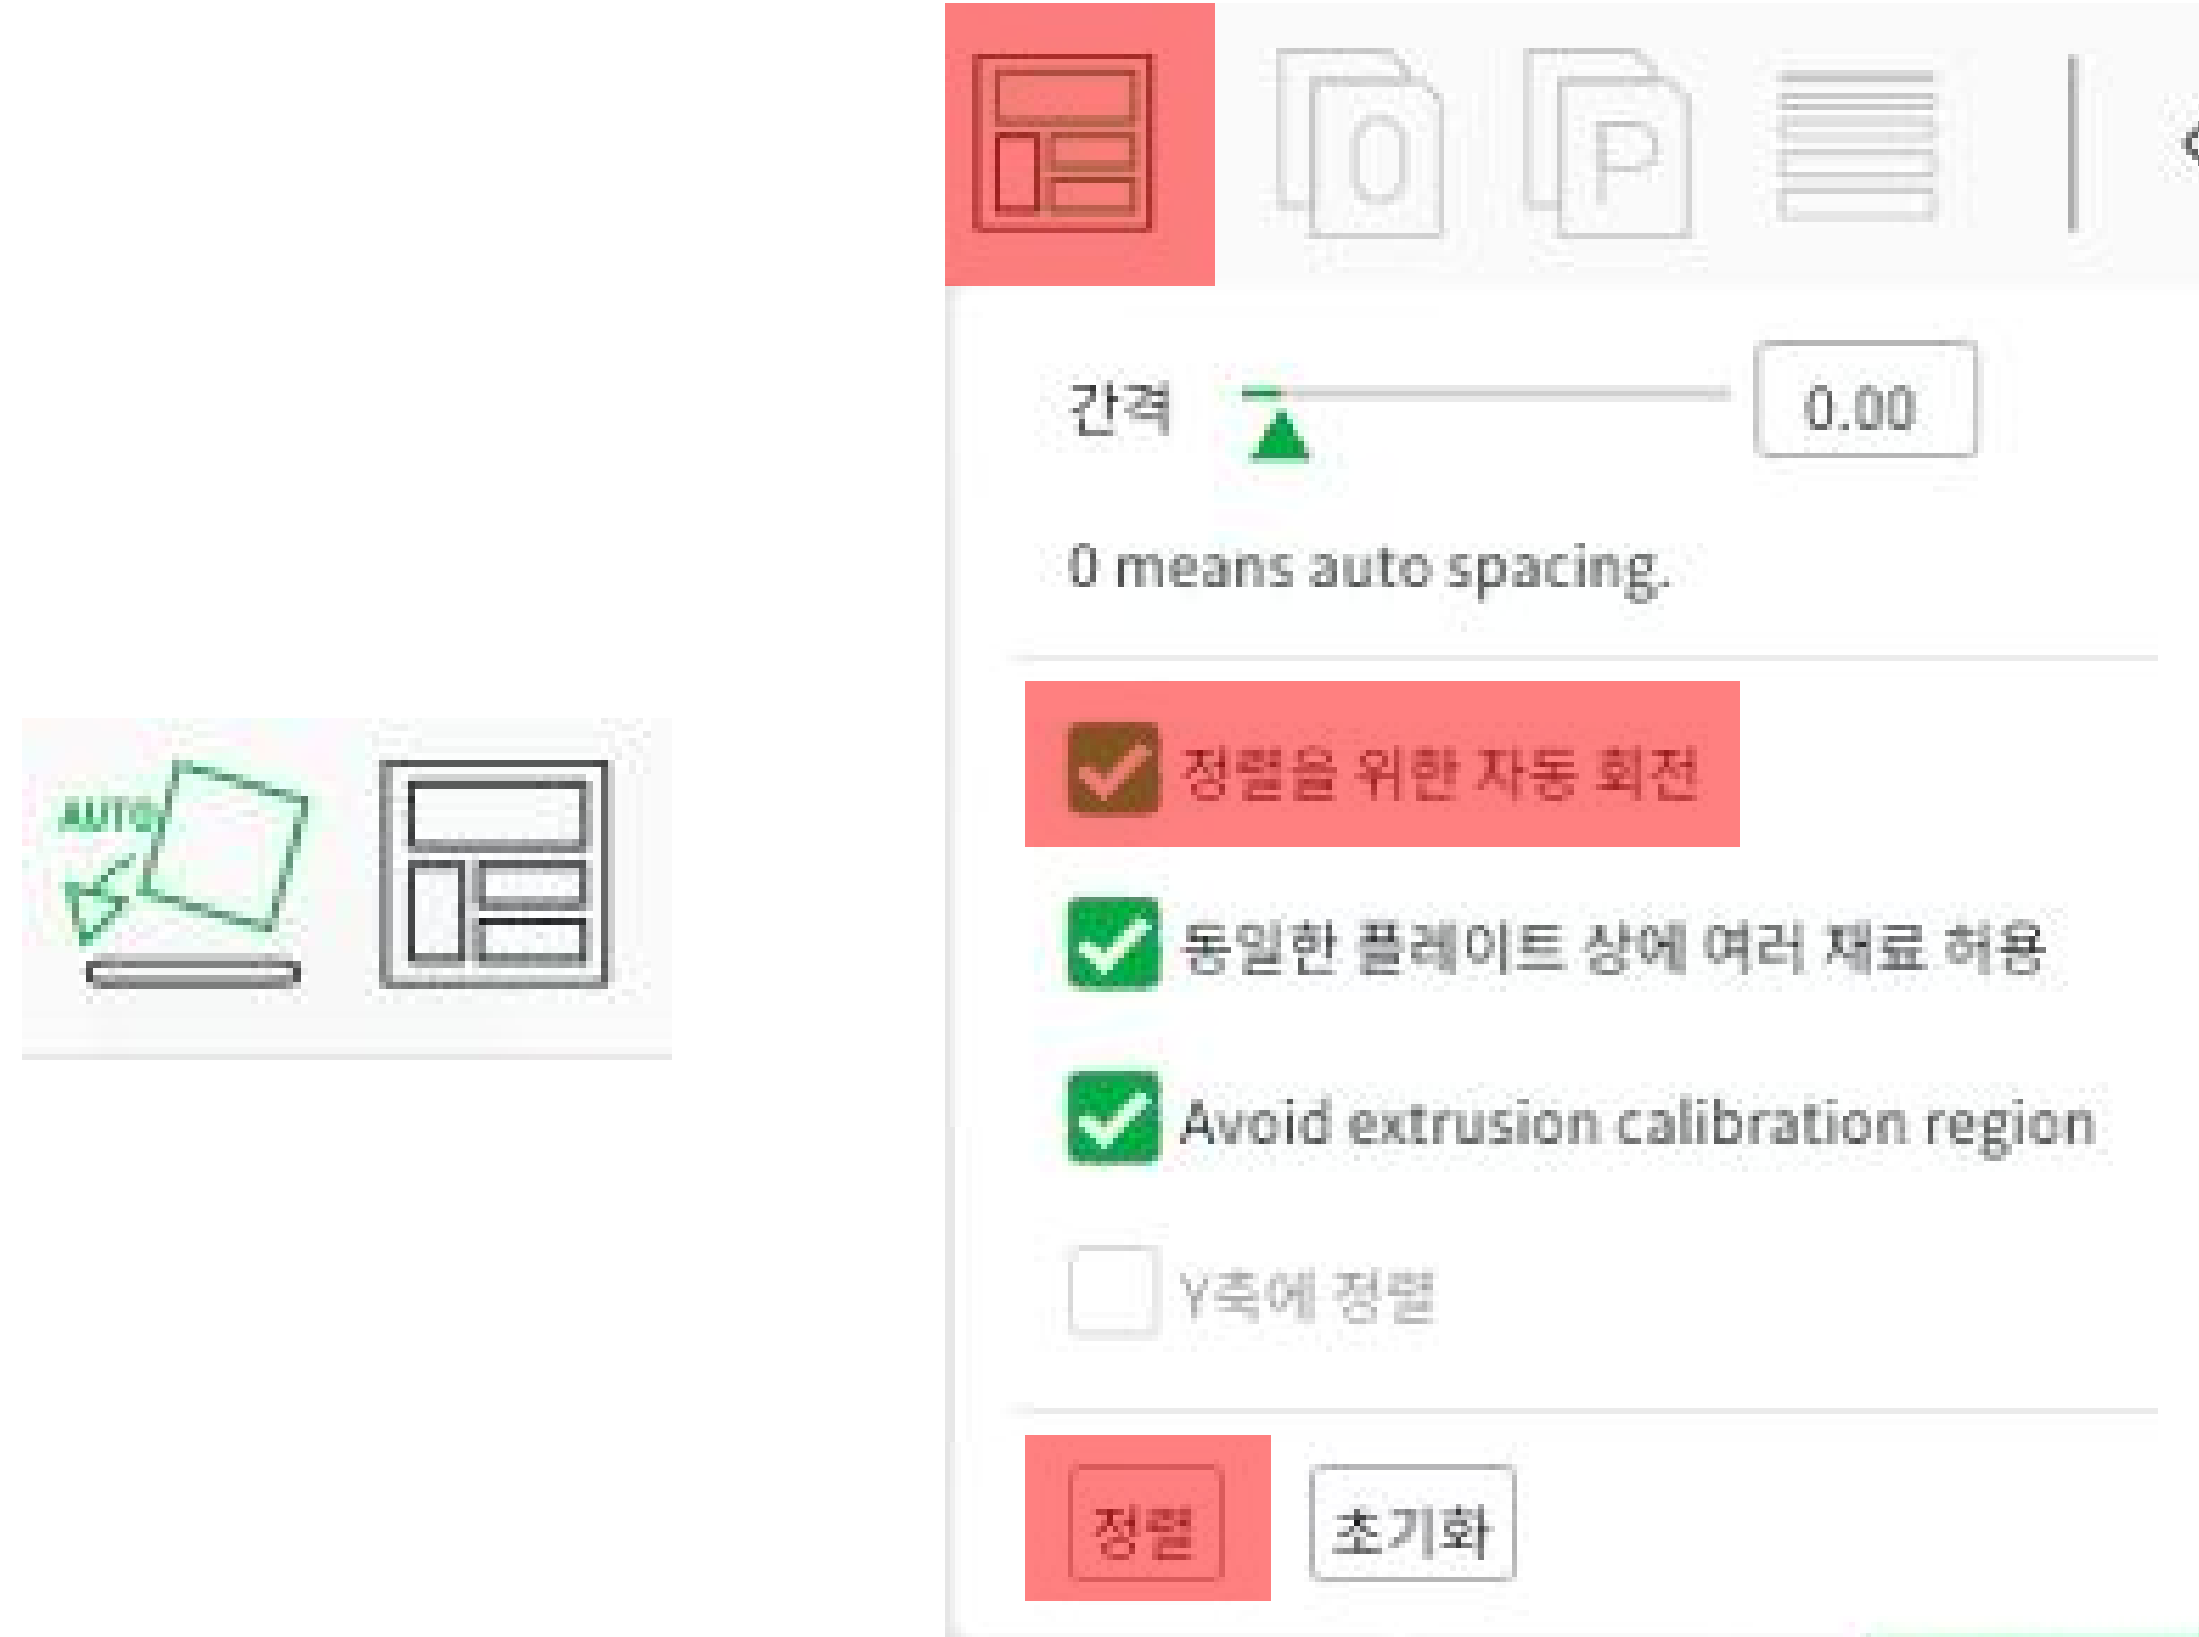 AUTO
0 P
간격 0.00
0 means auto spacing.
정렬을 위한 자동 회전
동일한 플레이트 상에 여러 재료 허용
Avoid extrusion calibration region
Y축에 정렬
정렬 초기화